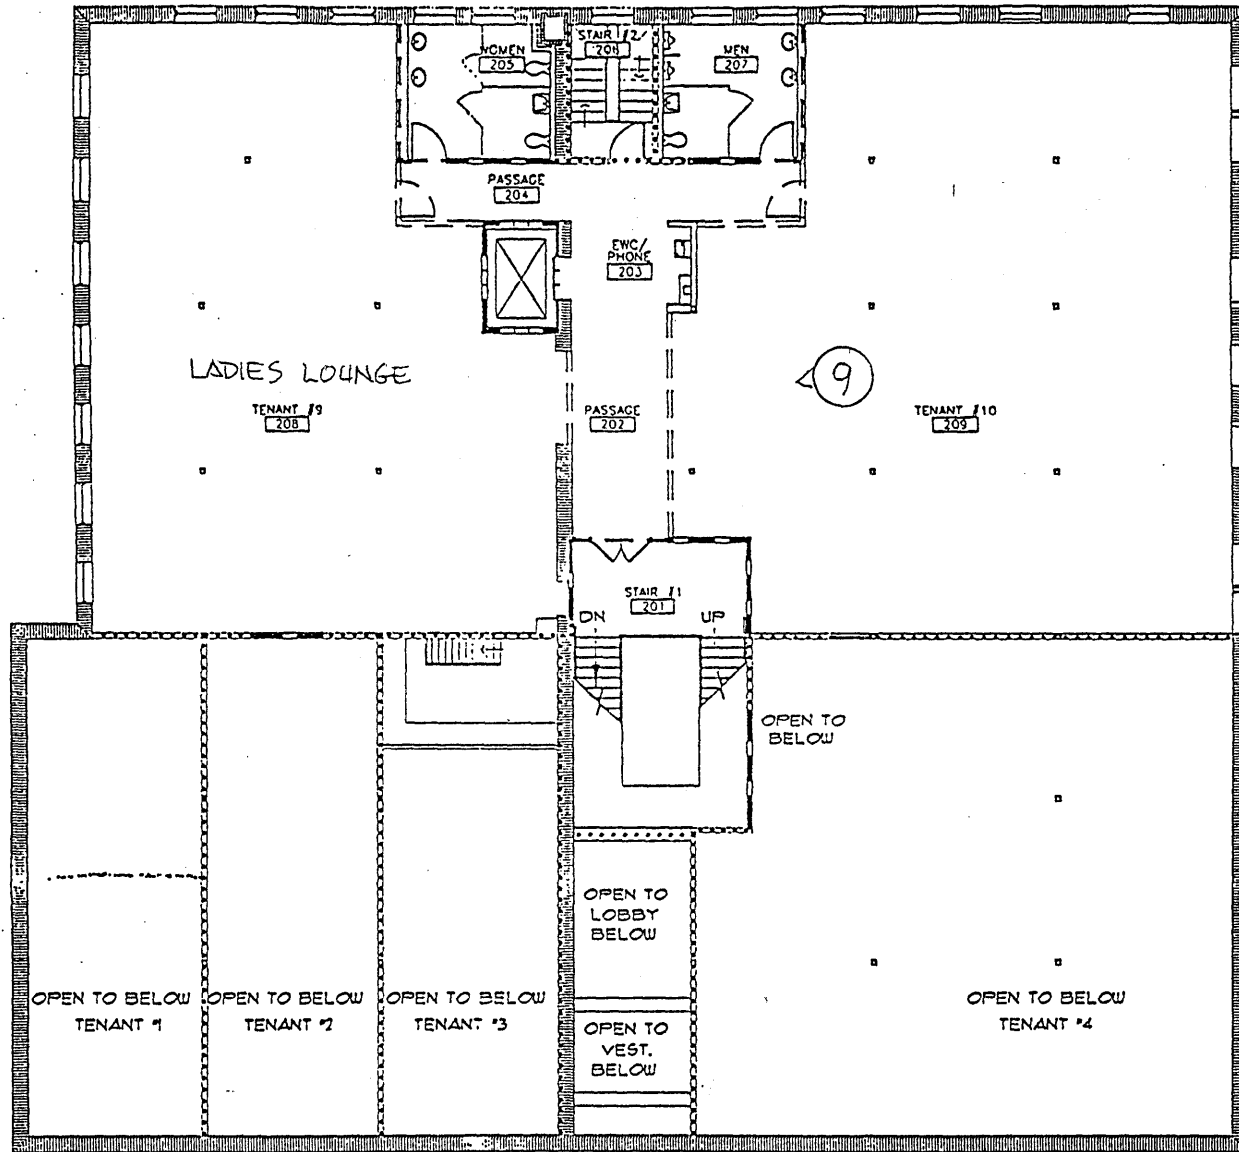 WOMEN
205
STAIR #2
206
MEN
207
PASSAGE
204
EWC/
PHONE
203
LADIES LOUNGE
9
TENANT #9
208
PASSAGE
202
TENANT #10
209
STAIR #1
201
DN
UP
OPEN TO
BELOW
OPEN TO
LOBBY
BELOW
OPEN TO BELOW
TENANT #1
OPEN TO BELOW
TENANT #2
OPEN TO BELOW
TENANT #3
OPEN TO
VEST.
BELOW
OPEN TO BELOW
TENANT #4